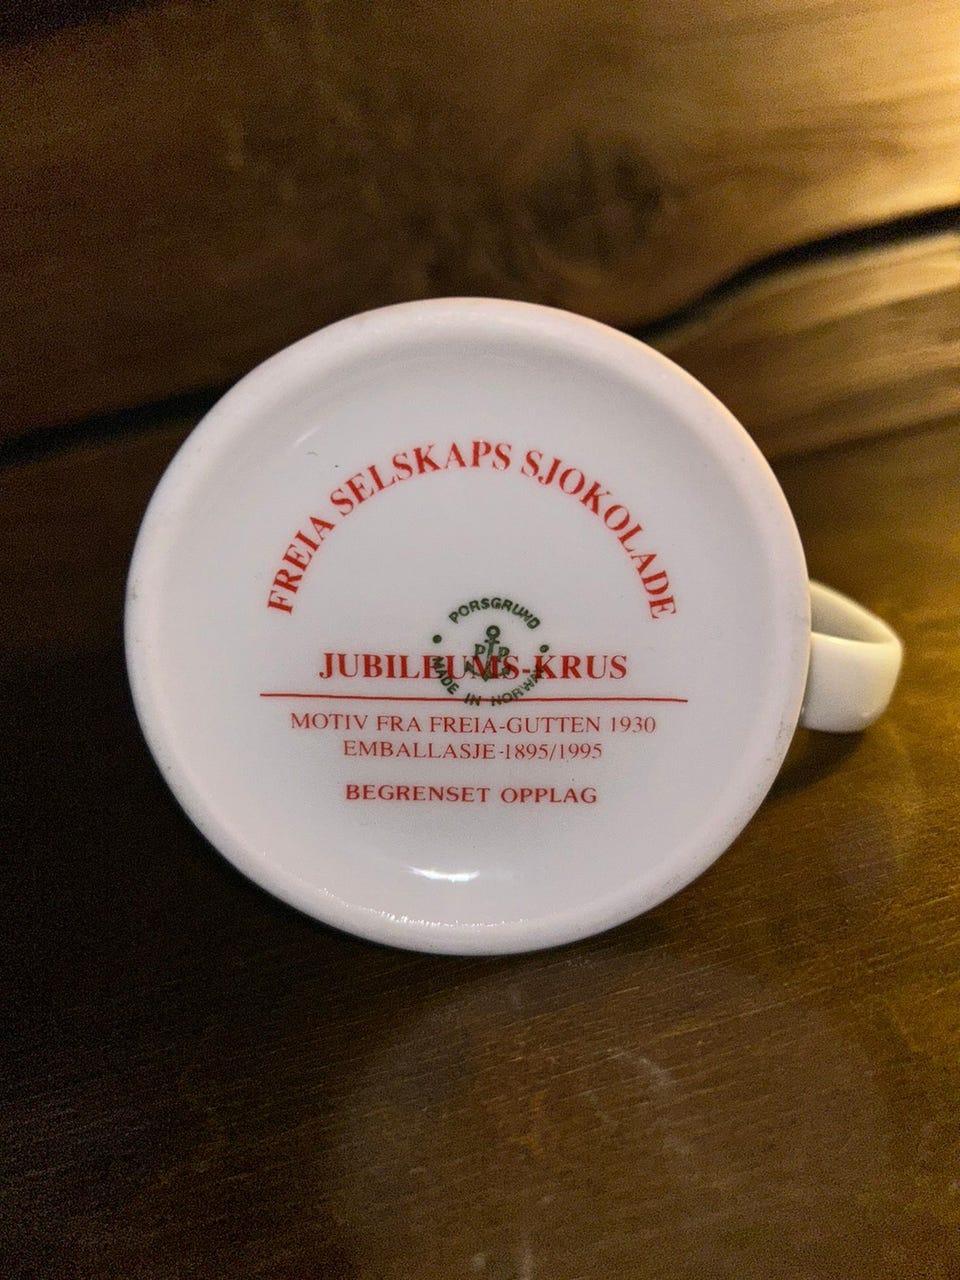 FREIA SELSKAPS SJOKOLADE
PORSGRUND
PP
MADE IN NORWAY
JUBILEUMS-KRUS
MOTIV FRA FREIA-GUTTEN 1930
EMBALLASJE-1895/1995
BEGRENSET OPPLAG